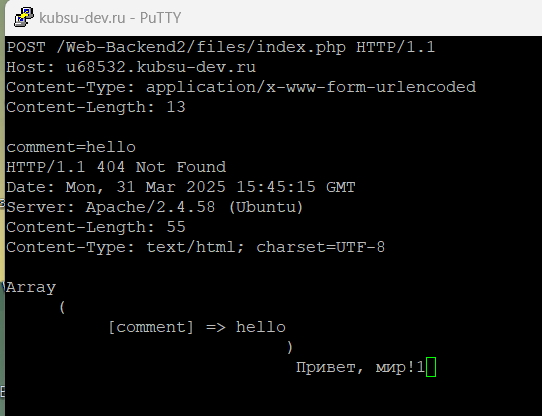 kubsu-dev.ru - PuTTY
POST /Web-Backend2/files/index.php HTTP/1.1
Host: u68532.kubsu-dev.ru
Content-Type: application/x-www-form-urlencoded
Content-Length: 13
comment=hello
HTTP/1.1 404 Not Found
Date: Mon, 31 Mar 2025 15:45:15 GMT
Server: Apache/2.4.58 (Ubuntu)
Content-Length: 55
Content-Type: text/html; charset=UTF-8
Array
(
[comment] => hello
)
Привет, мир!1